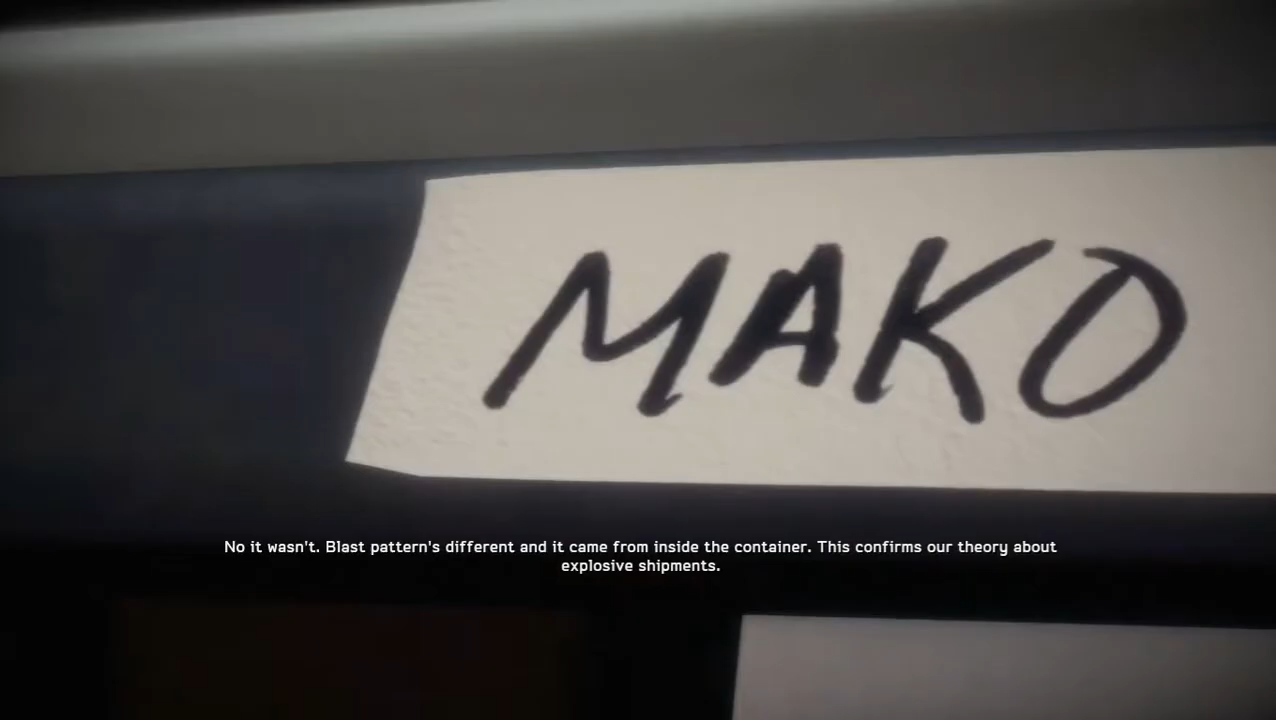 MAKO
No it wasn't. Blast pattern's different and it came from inside the container. This confirms our theory about
explosive shipments.